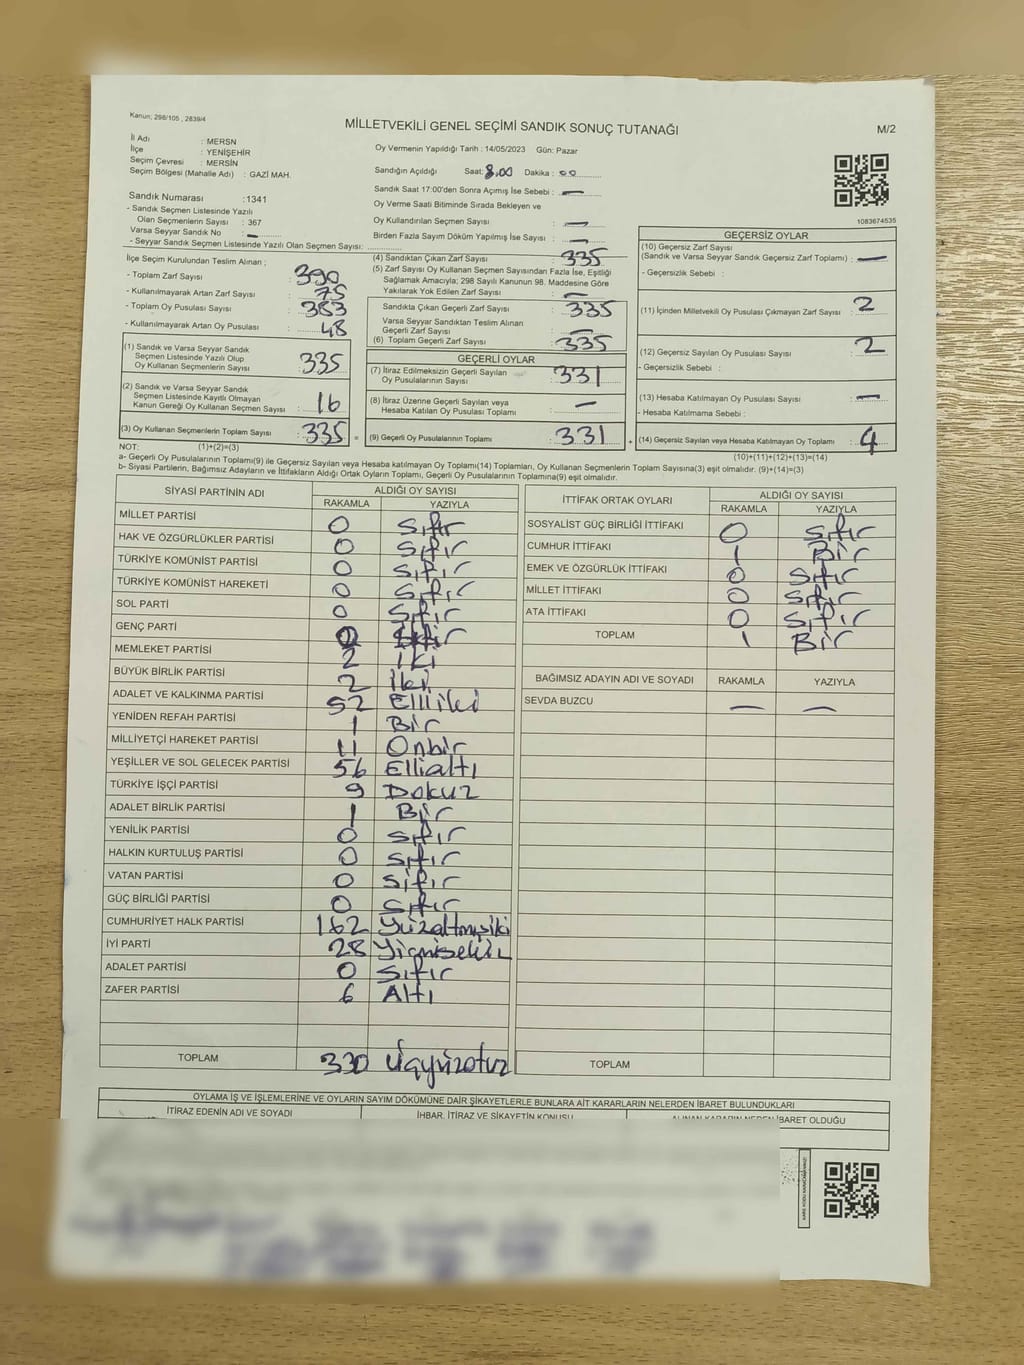 Kanun; 298/105 , 2839/4
MİLLETVEKİLİ GENEL SEÇİMİ SANDIK SONUÇ TUTANAĞI
M/2
İl Adı : MERSN
İlçe : YENİŞEHİR
Seçim Çevresi : MERSİN
Seçim Bölgesi (Mahalle Adı) : GAZİ MAH.
Sandık Numarası : 1341
- Sandık Seçmen Listesinde Yazılı
Olan Seçmenlerin Sayısı : 367
Varsa Seyyar Sandık No : —
- Seyyar Sandık Seçmen Listesinde Yazılı Olan Seçmen Sayısı:
Oy Vermenin Yapıldığı Tarih : 14/05/2023 Gün: Pazar
Sandığın Açıldığı Saat: 8,00 Dakika : 00
Sandık Saat 17:00'den Sonra Açımış İse Sebebi : —
Oy Verme Saati Bitiminde Sırada Bekleyen ve
Oy Kullandırılan Seçmen Sayısı : —
Birden Fazla Sayım Döküm Yapılmış İse Sayısı : —
1083674535
İlçe Seçim Kurulundan Teslim Alınan ;
- Toplam Zarf Sayısı : 390
- Kullanılmayarak Artan Zarf Sayısı : 75
- Toplam Oy Pusulası Sayısı : 383
- Kullanılmayarak Artan Oy Pusulası : 48
(1) Sandık ve Varsa Seyyar Sandık
Seçmen Listesinde Yazılı Olup
Oy Kullanan Seçmenlerin Sayısı : 335
(2) Sandık ve Varsa Seyyar Sandık
Seçmen Listesinde Kayıtlı Olmayan
Kanun Gereği Oy Kullanan Seçmen Sayısı : 16
(3) Oy Kullanan Seçmenlerin Toplam Sayısı : 335 =
(4) Sandıktan Çıkan Zarf Sayısı : 335
(5) Zarf Sayısı Oy Kullanan Seçmen Sayısından Fazla İse, Eşitliği
Sağlamak Amacıyla; 298 Sayılı Kanunun 98. Maddesine Göre
Yakılarak Yok Edilen Zarf Sayısı : —
Sandıkta Çıkan Geçerli Zarf Sayısı : 335
Varsa Seyyar Sandıktan Teslim Alınan
Geçerli Zarf Sayısı : —
(6) Toplam Geçerli Zarf Sayısı : 335
GEÇERLİ OYLAR
(7) İtiraz Edilmeksizin Geçerli Sayılan
Oy Pusulalarının Sayısı : 331
(8) İtiraz Üzerine Geçerli Sayılan veya
Hesaba Katılan Oy Pusulası Toplamı : —
(9) Geçerli Oy Pusulalarının Toplamı : 331 +
GEÇERSİZ OYLAR
(10) Geçersiz Zarf Sayısı
(Sandık ve Varsa Seyyar Sandık Geçersiz Zarf Toplamı) : —
- Geçersizlik Sebebi :
(11) İçinden Milletvekili Oy Pusulası Çıkmayan Zarf Sayısı : 2
(12) Geçersiz Sayılan Oy Pusulası Sayısı : 2
- Geçersizlik Sebebi :
(13) Hesaba Katılmayan Oy Pusulası Sayısı : —
- Hesaba Katılmama Sebebi :
(14) Geçersiz Sayılan veya Hesaba Katılmayan Oy Toplamı : 4
NOT: (1)+(2)=(3)
(10)+(11)+(12)+(13)=(14)
a- Geçerli Oy Pusulalarının Toplamı(9) ile Geçersiz Sayılan veya Hesaba katılmayan Oy Toplamı(14) Toplamları, Oy Kullanan Seçmenlerin Toplam Sayısına(3) eşit olmalıdır. (9)+(14)=(3)
b- Siyasi Partilerin, Bağımsız Adayların ve İttifakların Aldığı Ortak Oyların Toplamı, Geçerli Oy Pusulalarının Toplamına(9) eşit olmalıdır.
SİYASİ PARTİNİN ADI ALDIĞI OY SAYISI
RAKAMLA YAZIYLA
MİLLET PARTİSİ 0 Sıfır
HAK VE ÖZGÜRLÜKLER PARTİSİ 0 Sıfır
TÜRKİYE KOMÜNİST PARTİSİ 0 Sıfır
TÜRKİYE KOMÜNİST HAREKETİ 0 Sıfır
SOL PARTİ 0 Sıfır
GENÇ PARTİ 0 Sıfır
MEMLEKET PARTİSİ 2 İki
BÜYÜK BİRLİK PARTİSİ 2 İki
ADALET VE KALKINMA PARTİSİ 52 Elliiki
YENİDEN REFAH PARTİSİ 1 Bir
MİLLİYETÇİ HAREKET PARTİSİ 11 Onbir
YEŞİLLER VE SOL GELECEK PARTİSİ 56 Ellialtı
TÜRKİYE İŞÇİ PARTİSİ 9 Dokuz
ADALET BİRLİK PARTİSİ 1 Bir
YENİLİK PARTİSİ 0 Sıfır
HALKIN KURTULUŞ PARTİSİ 0 Sıfır
VATAN PARTİSİ 0 Sıfır
GÜÇ BİRLİĞİ PARTİSİ 0 Sıfır
CUMHURİYET HALK PARTİSİ 162 Yüzaltmışiki
İYİ PARTİ 28 Yirmisekiz
ADALET PARTİSİ 0 Sıfır
ZAFER PARTİSİ 6 Altı
TOPLAM 330 Üçyüzotuz
İTTİFAK ORTAK OYLARI ALDIĞI OY SAYISI
RAKAMLA YAZIYLA
SOSYALİST GÜÇ BİRLİĞİ İTTİFAKI 0 Sıfır
CUMHUR İTTİFAKI 1 Bir
EMEK VE ÖZGÜRLÜK İTTİFAKI 0 Sıfır
MİLLET İTTİFAKI 0 Sıfır
ATA İTTİFAKI 0 Sıfır
TOPLAM 1 Bir
BAĞIMSIZ ADAYIN ADI VE SOYADI RAKAMLA YAZIYLA
SEVDA BUZCU — —
TOPLAM
OYLAMA İŞ VE İŞLEMLERİNE VE OYLARIN SAYIM DÖKÜMÜNE DAİR ŞİKAYETLERLE BUNLARA AİT KARARLARIN NELERDEN İBARET BULUNDUKLARI
İTİRAZ EDENİN ADI VE SOYADI İHBAR, İTİRAZ VE ŞİKAYETİN KONUSU ALINAN KARARIN NEDEN İBARET OLDUĞU